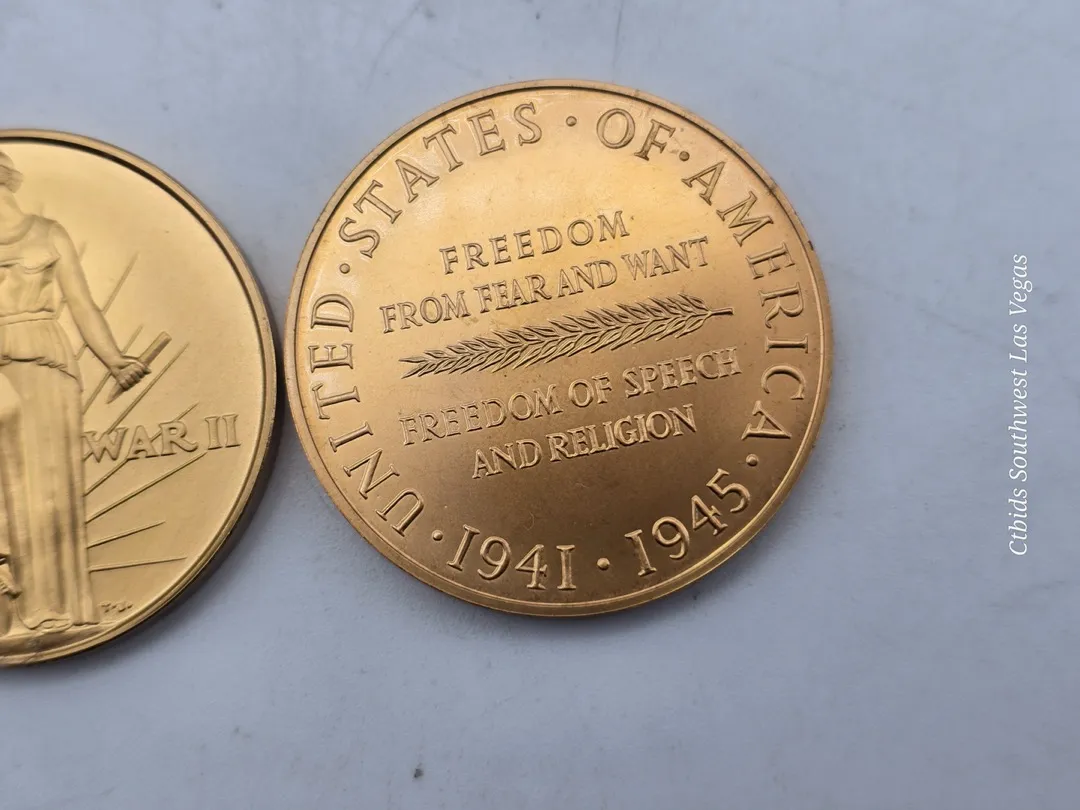 WAR II
T·J·
UNITED · STATES · OF · AMERICA ·
FREEDOM
FROM FEAR AND WANT
FREEDOM OF SPEECH
AND RELIGION
· 1941 · 1945
Ctbids Southwest Las Vegas